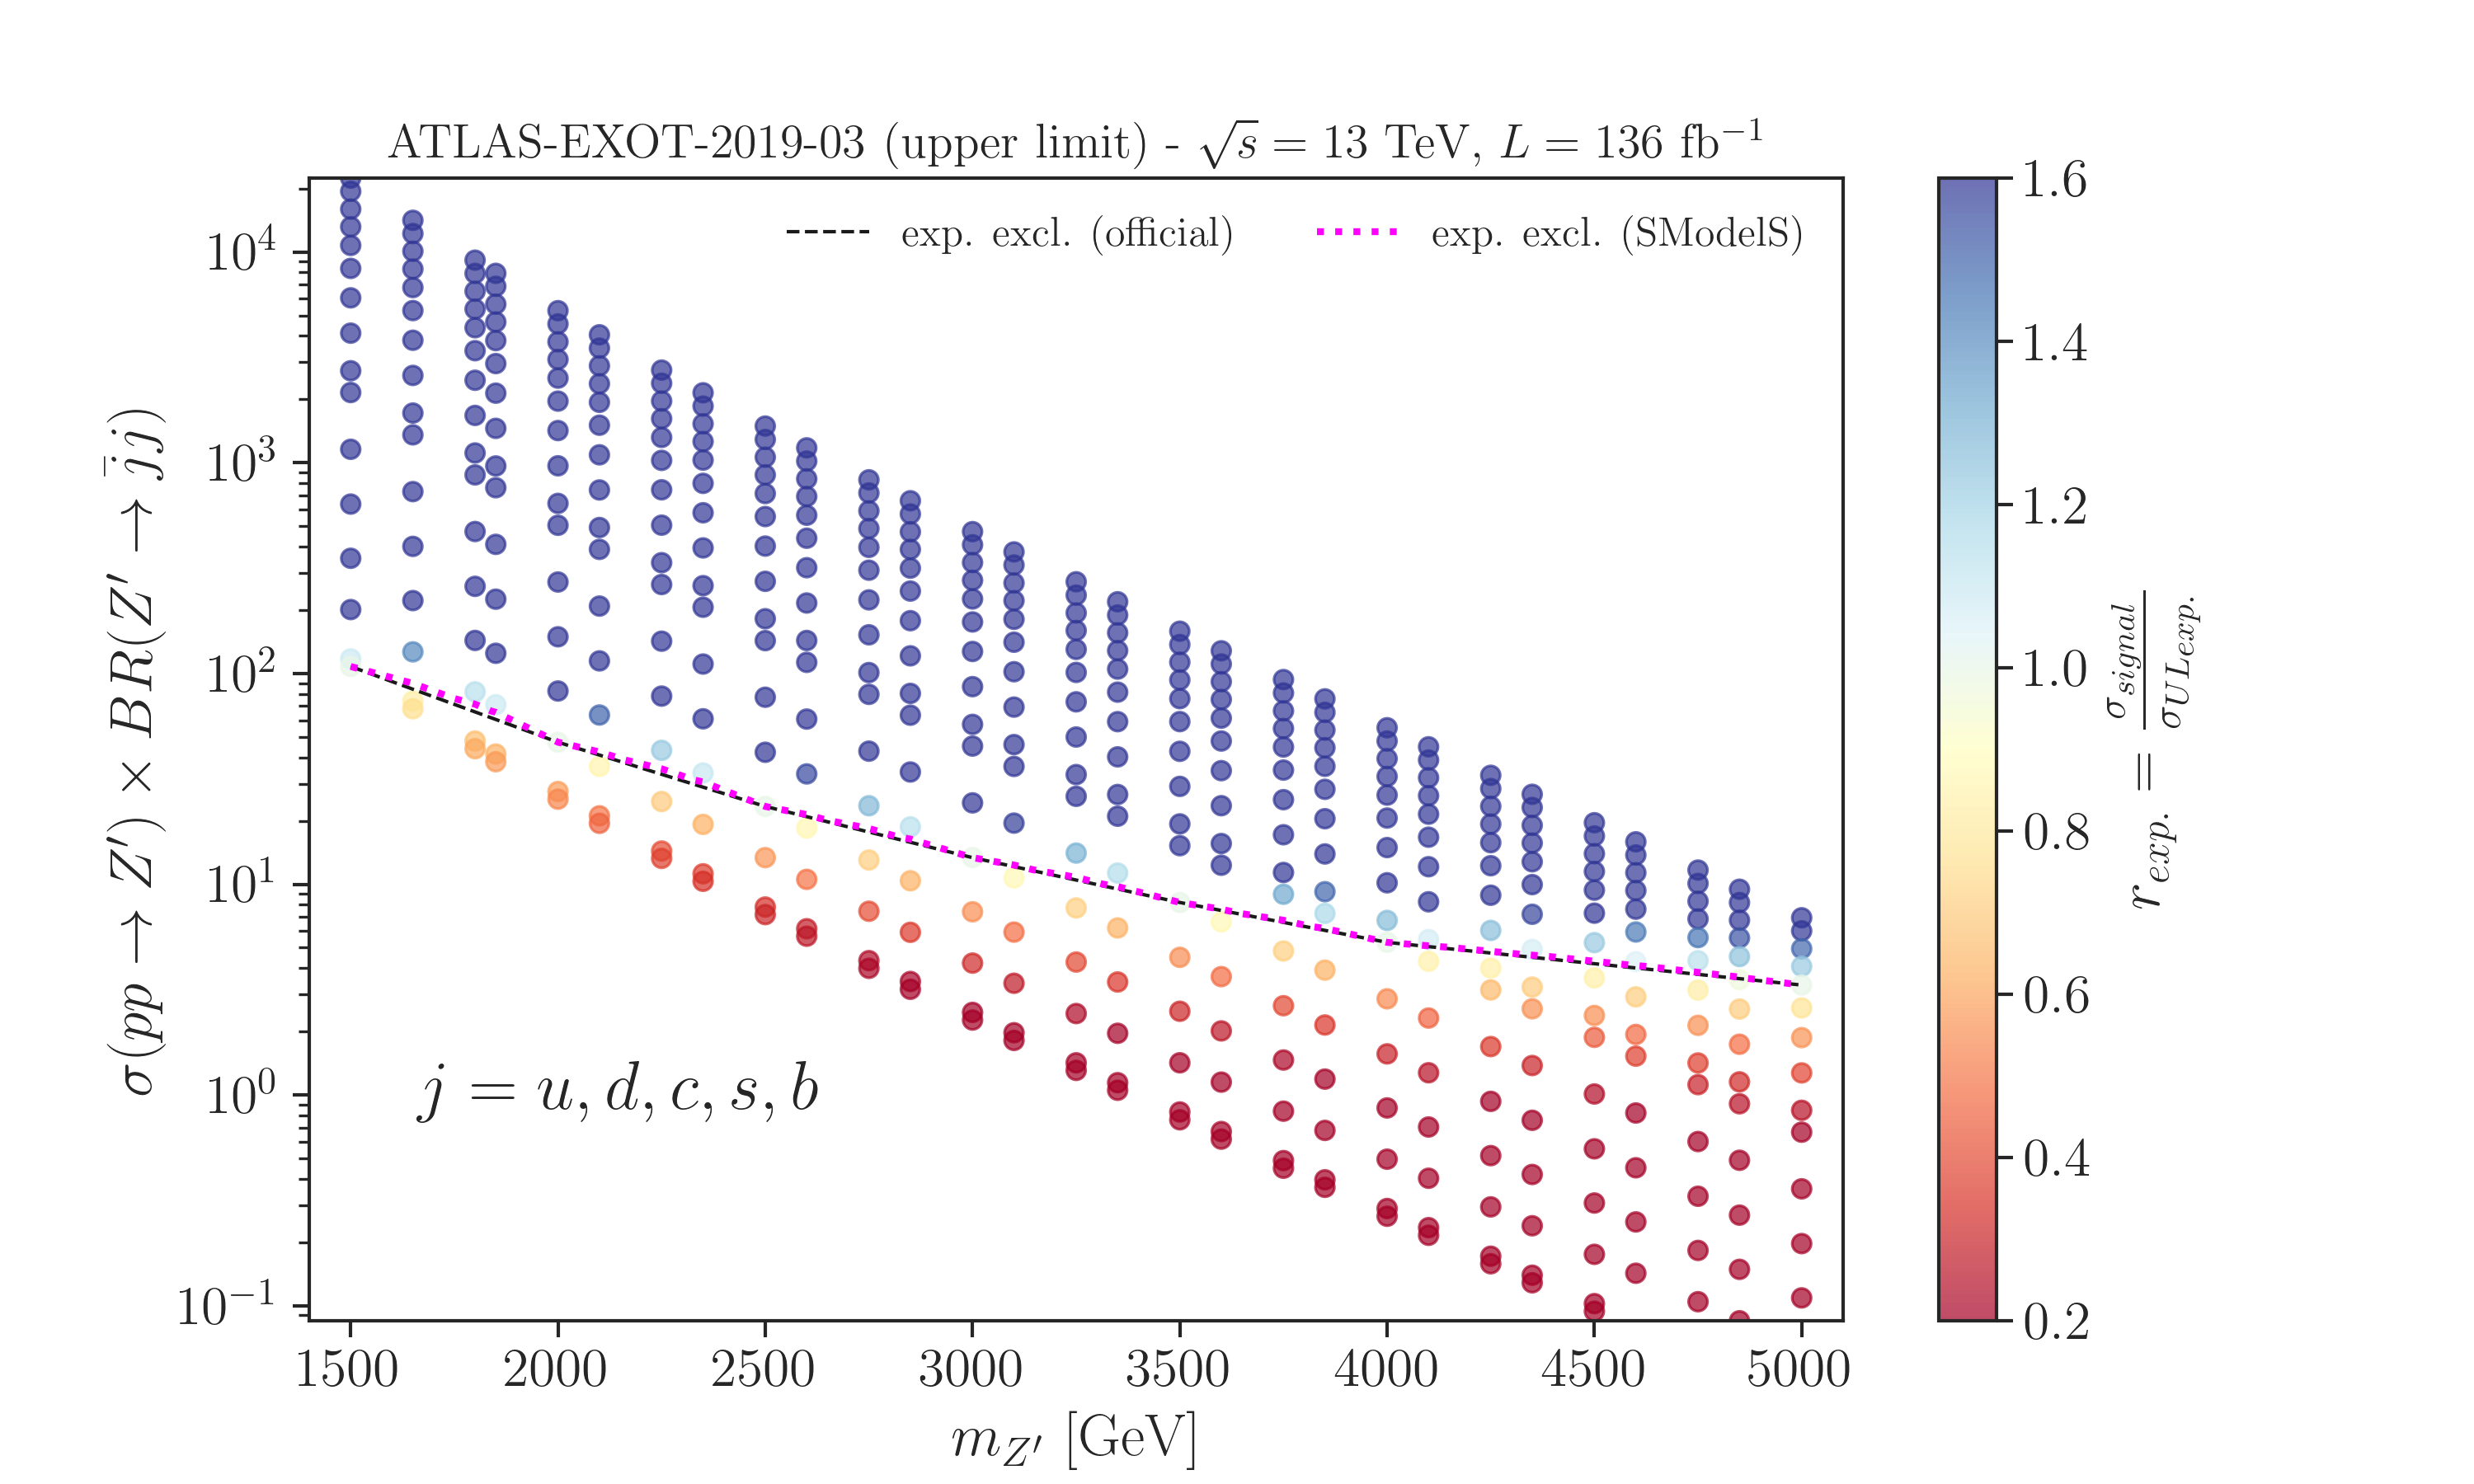 ATLAS-EXOT-2019-03 (upper limit) - √s = 13 TeV, L = 136 fb⁻¹
exp. excl. (official)
exp. excl. (SModelS)
σ(pp → Z′) × BR(Z′ → j̄j)
10⁴
10³
10²
10¹
10⁰
10⁻¹
j = u, d, c, s, b
1500 2000 2500 3000 3500 4000 4500 5000
m_Z′ [GeV]
1.6
1.4
1.2
1.0
0.8
0.6
0.4
0.2
r_exp. = σ_signal / σ_ULexp.